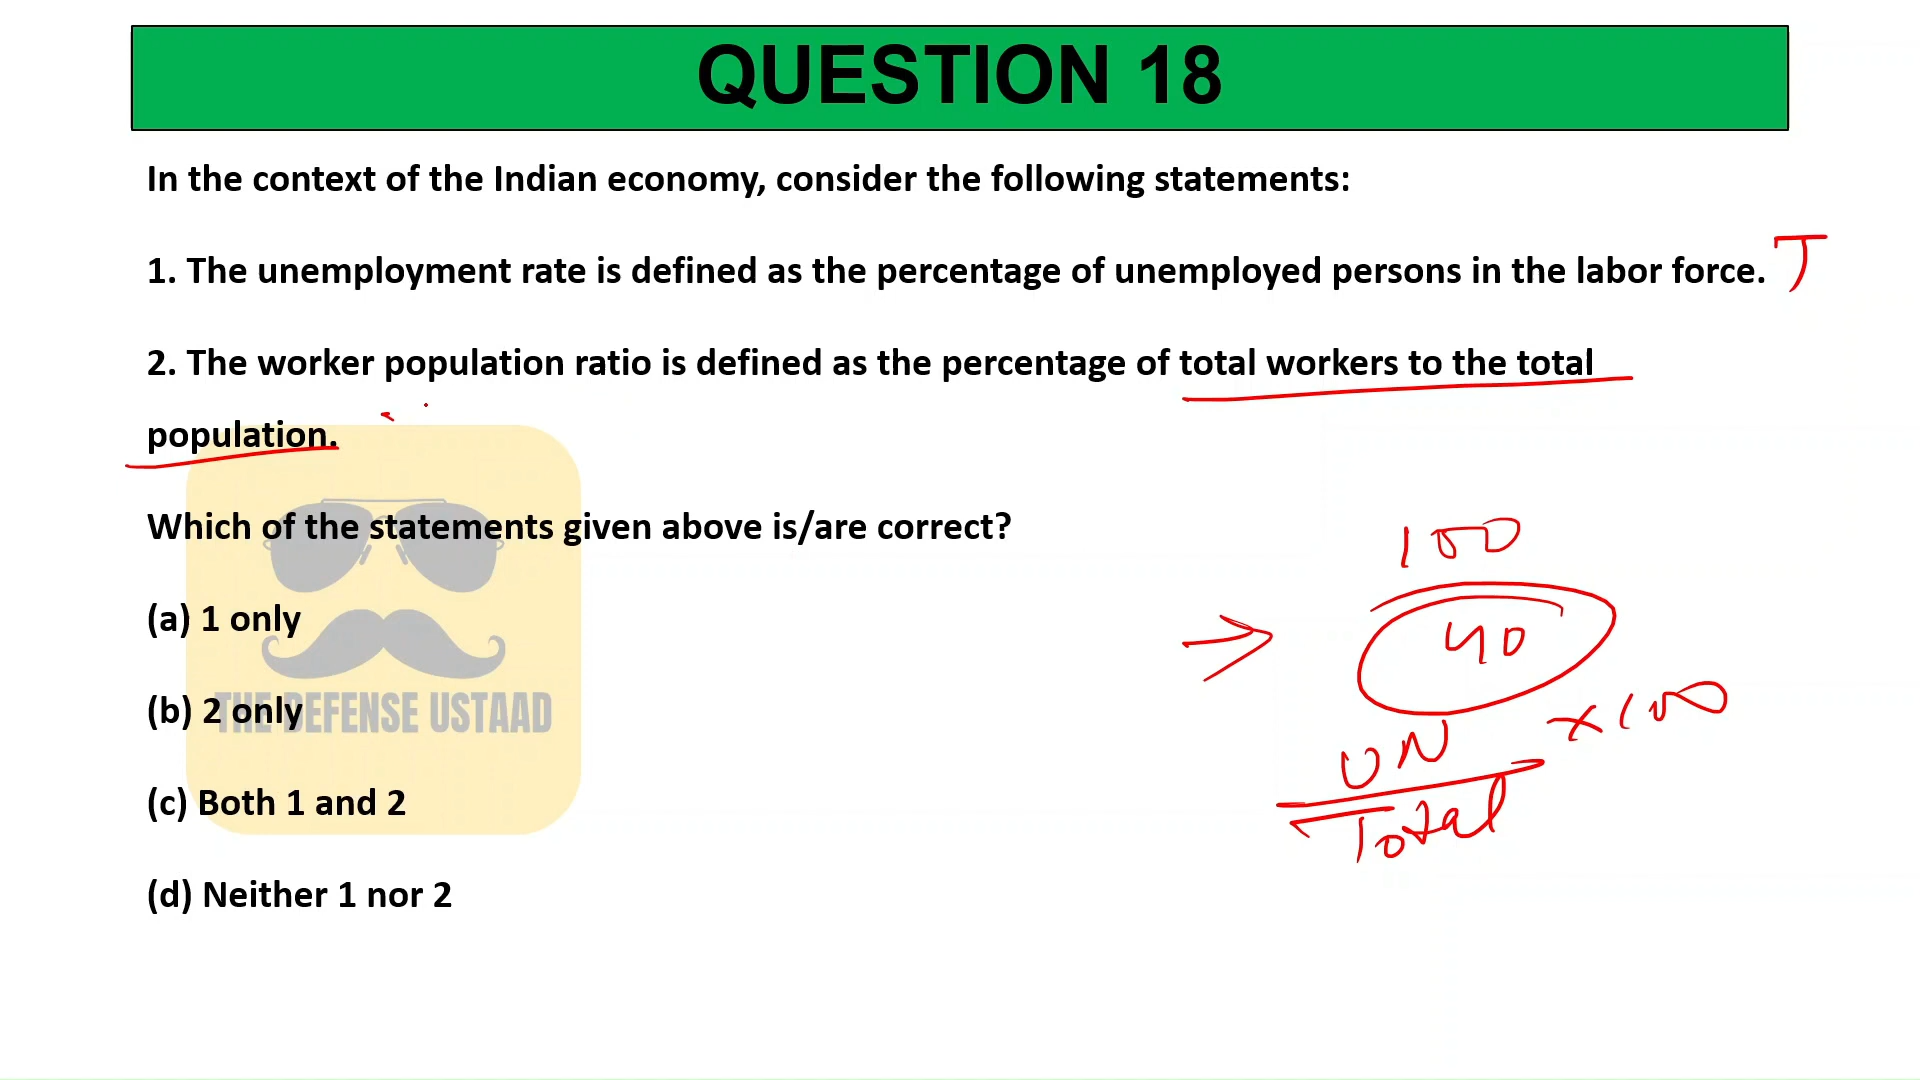 QUESTION 18
In the context of the Indian economy, consider the following statements:
1. The unemployment rate is defined as the percentage of unemployed persons in the labor force. T
2. The worker population ratio is defined as the percentage of total workers to the total
population.
Which of the statements given above is/are correct?
100
(a) 1 only
40
(b) 2 only
THE DEFENSE USTAAD
UN x100
Total
(c) Both 1 and 2
(d) Neither 1 nor 2